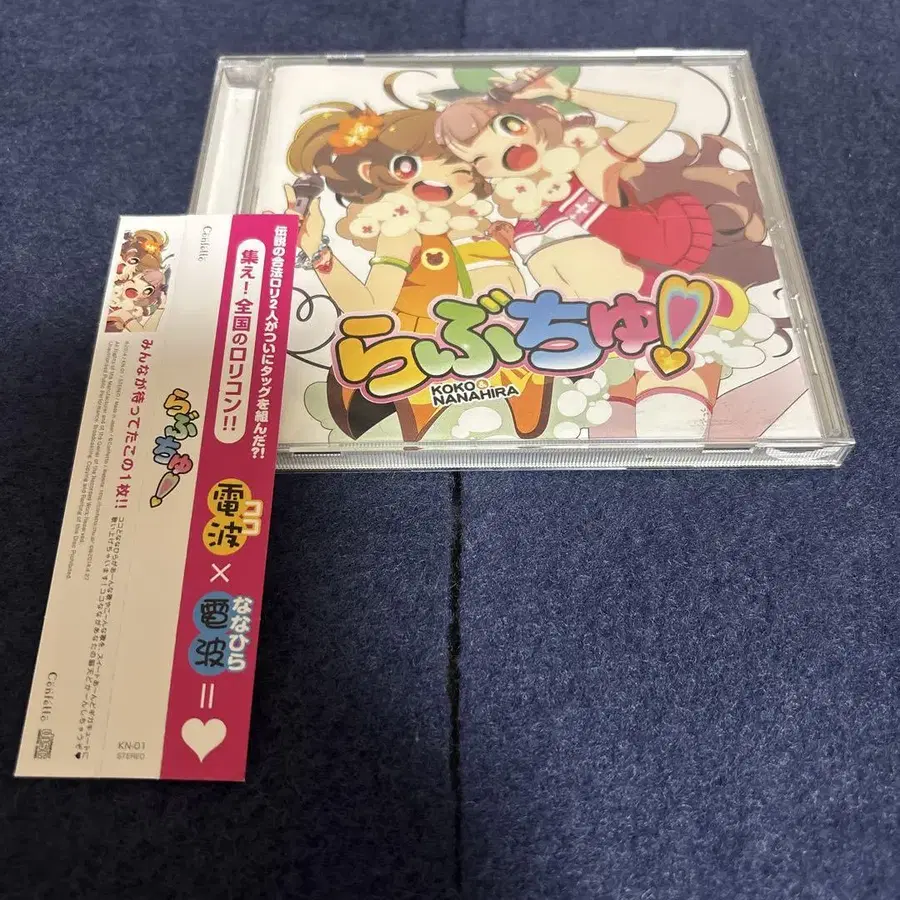 らぶちゅ!
KOKO & NANAHIRA
伝説の合法ロリ2人がついにタッグを組んだ?!
集え!全国のロリコン!!
ココ
電波
×
ななひら
電波
=
Confetto
みんなが待ってたこの1枚!!
らぶちゅ!
KN-01
STEREO
Confetto